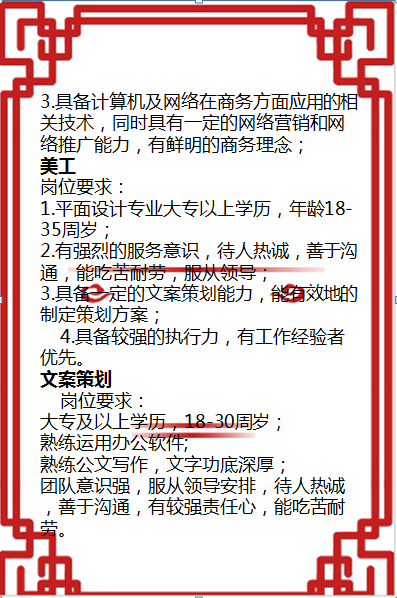 3.具备计算机及网络在商务方面应用的相
关技术，同时具有一定的网络营销和网
络推广能力，有鲜明的商务理念；
美工
岗位要求：
1.平面设计专业大专以上学历，年龄18-
35周岁；
2.有强烈的服务意识，待人热诚，善于沟
通，能吃苦耐劳，服从领导；
3.具备一定的文案策划能力，能有效地的
制定策划方案；
4.具备较强的执行力，有工作经验者
优先。
文案策划
岗位要求：
大专及以上学历，18-30周岁；
熟练运用办公软件;
熟练公文写作，文字功底深厚；
团队意识强，服从领导安排，待人热诚
，善于沟通，有较强责任心，能吃苦耐
劳。